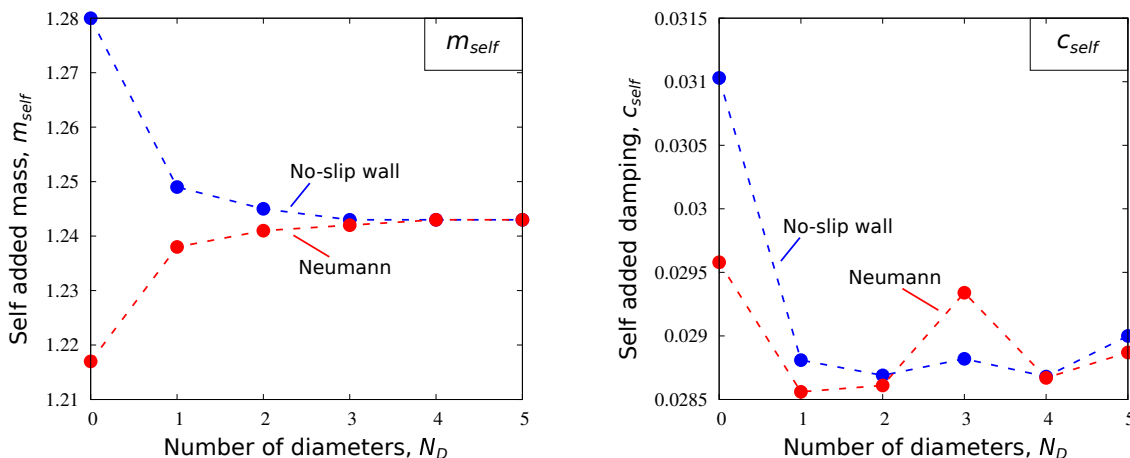 1.28
1.27
1.26
1.25
1.24
1.23
1.22
1.21
0 1 2 3 4 5
Self added mass, m_self
Number of diameters, N_D
m_self
No-slip wall
Neumann
0.0315
0.031
0.0305
0.03
0.0295
0.029
0.0285
0 1 2 3 4 5
Self added damping, c_self
Number of diameters, N_D
c_self
No-slip wall
Neumann